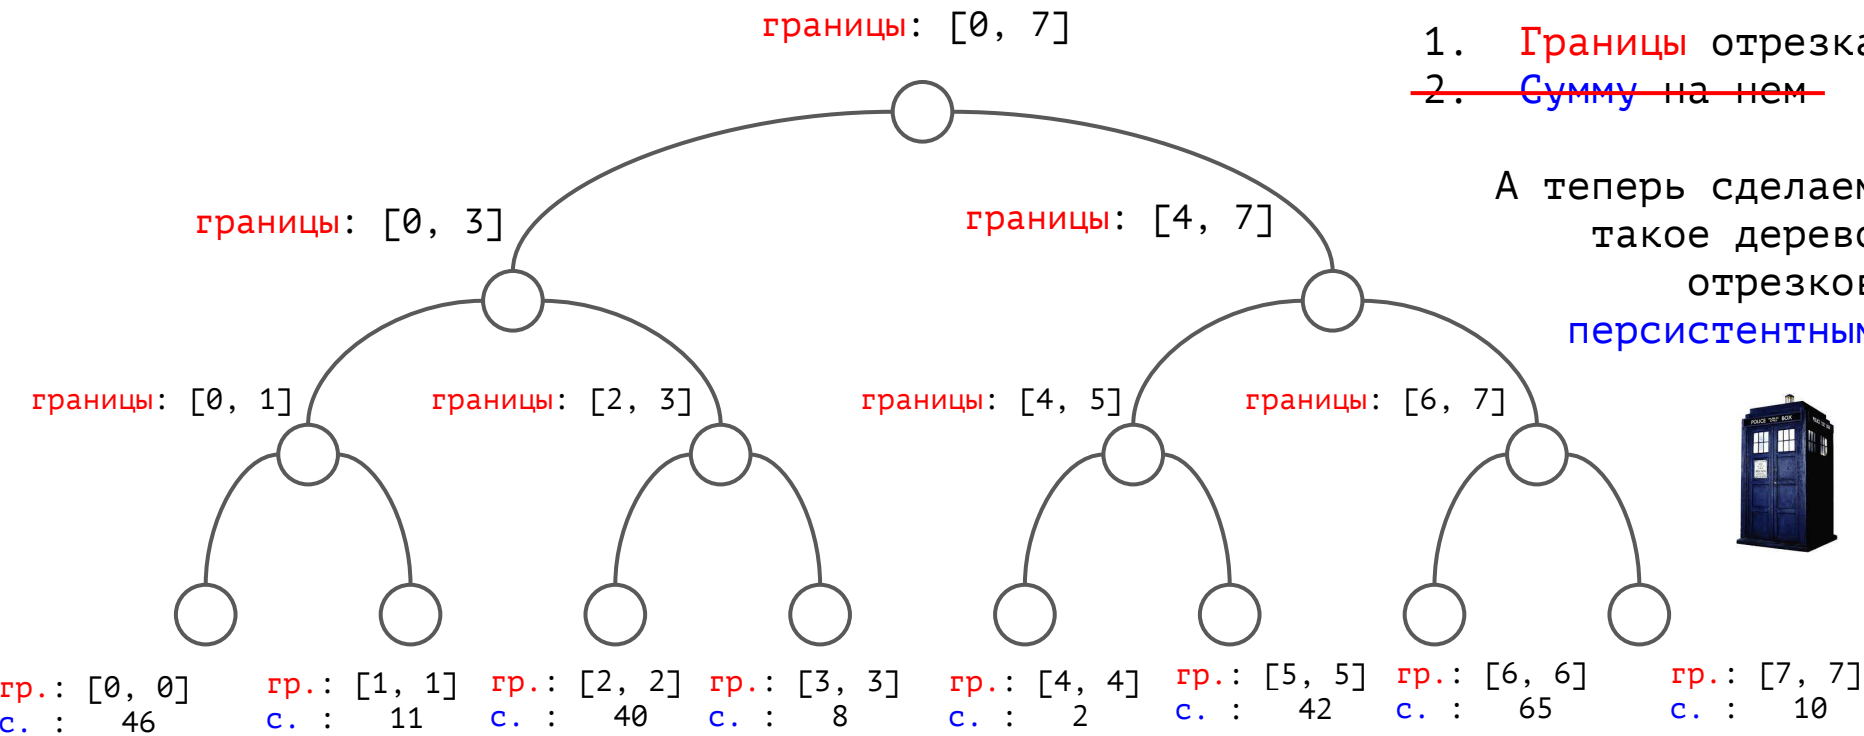 границы: [0, 7]
1. Границы отрезка
2. Сумму на нем
А теперь сделаем
такое дерево
отрезков
персистентным
границы: [0, 3]
границы: [4, 7]
границы: [0, 1]
границы: [2, 3]
границы: [4, 5]
границы: [6, 7]
POLICE BOX
гр.: [0, 0]
с. : 46
гр.: [1, 1]
с. : 11
гр.: [2, 2]
с. : 40
гр.: [3, 3]
с. : 8
гр.: [4, 4]
с. : 2
гр.: [5, 5]
с. : 42
гр.: [6, 6]
с. : 65
гр.: [7, 7]
с. : 10